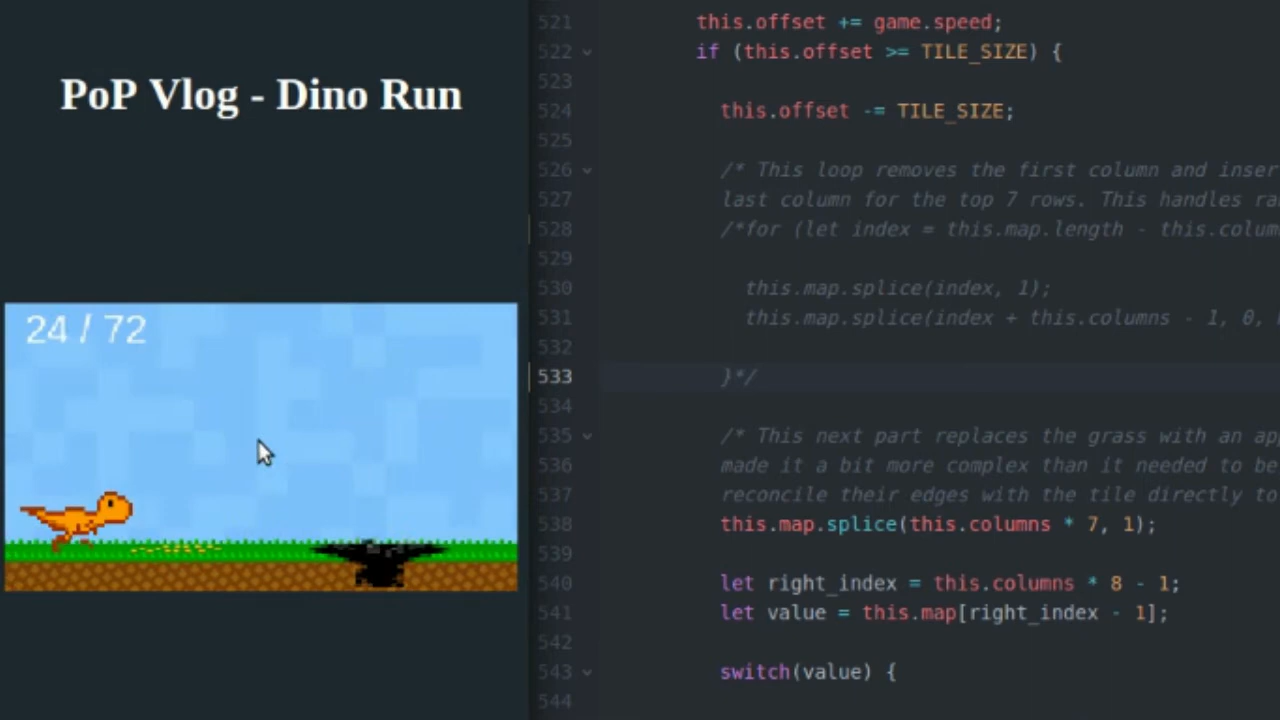 PoP Vlog - Dino Run
24 / 72
521 this.offset += game.speed;
522 if (this.offset >= TILE_SIZE) {
523
524 this.offset -= TILE_SIZE;
525
526 /* This loop removes the first column and inser
527 last column for the top 7 rows. This handles ra
528 /*for (let index = this.map.length - this.colum
529
530 this.map.splice(index, 1);
531 this.map.splice(index + this.columns - 1, 0,
532
533 }*/
534
535 /* This next part replaces the grass with an ap
536 made it a bit more complex than it needed to be
537 reconcile their edges with the tile directly to
538 this.map.splice(this.columns * 7, 1);
539
540 let right_index = this.columns * 8 - 1;
541 let value = this.map[right_index - 1];
542
543 switch(value) {
544